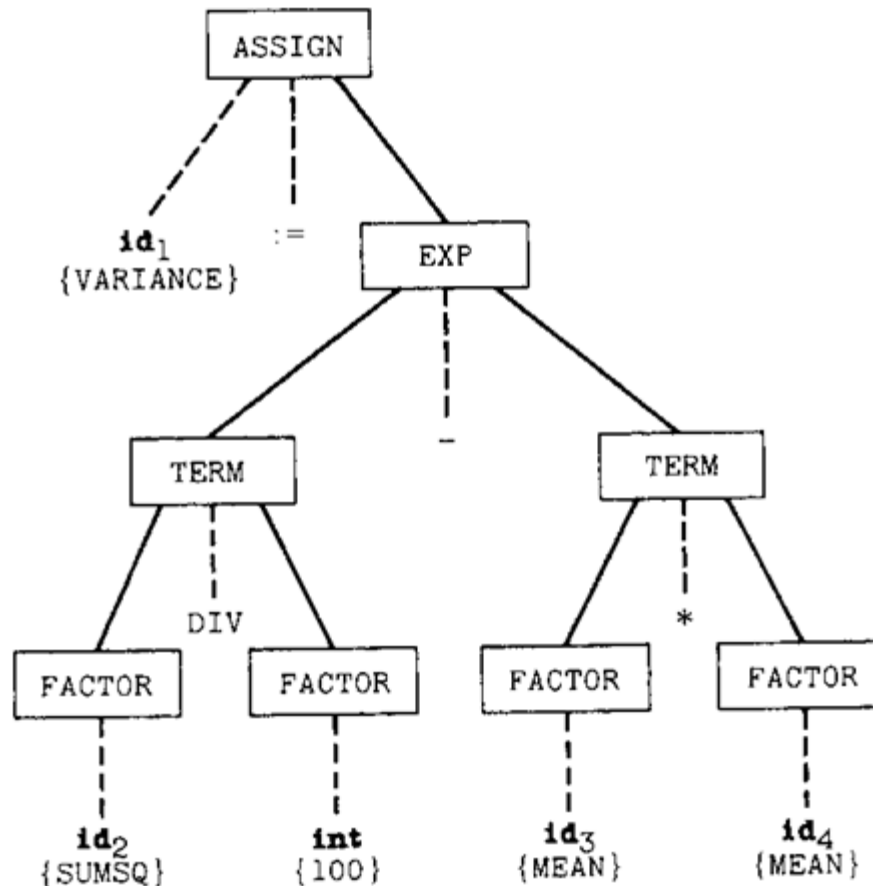 ASSIGN
id1 :=
{VARIANCE}
EXP
TERM - TERM
DIV *
FACTOR FACTOR FACTOR FACTOR
id2 int id3 id4
{SUMSQ} {100} {MEAN} {MEAN}